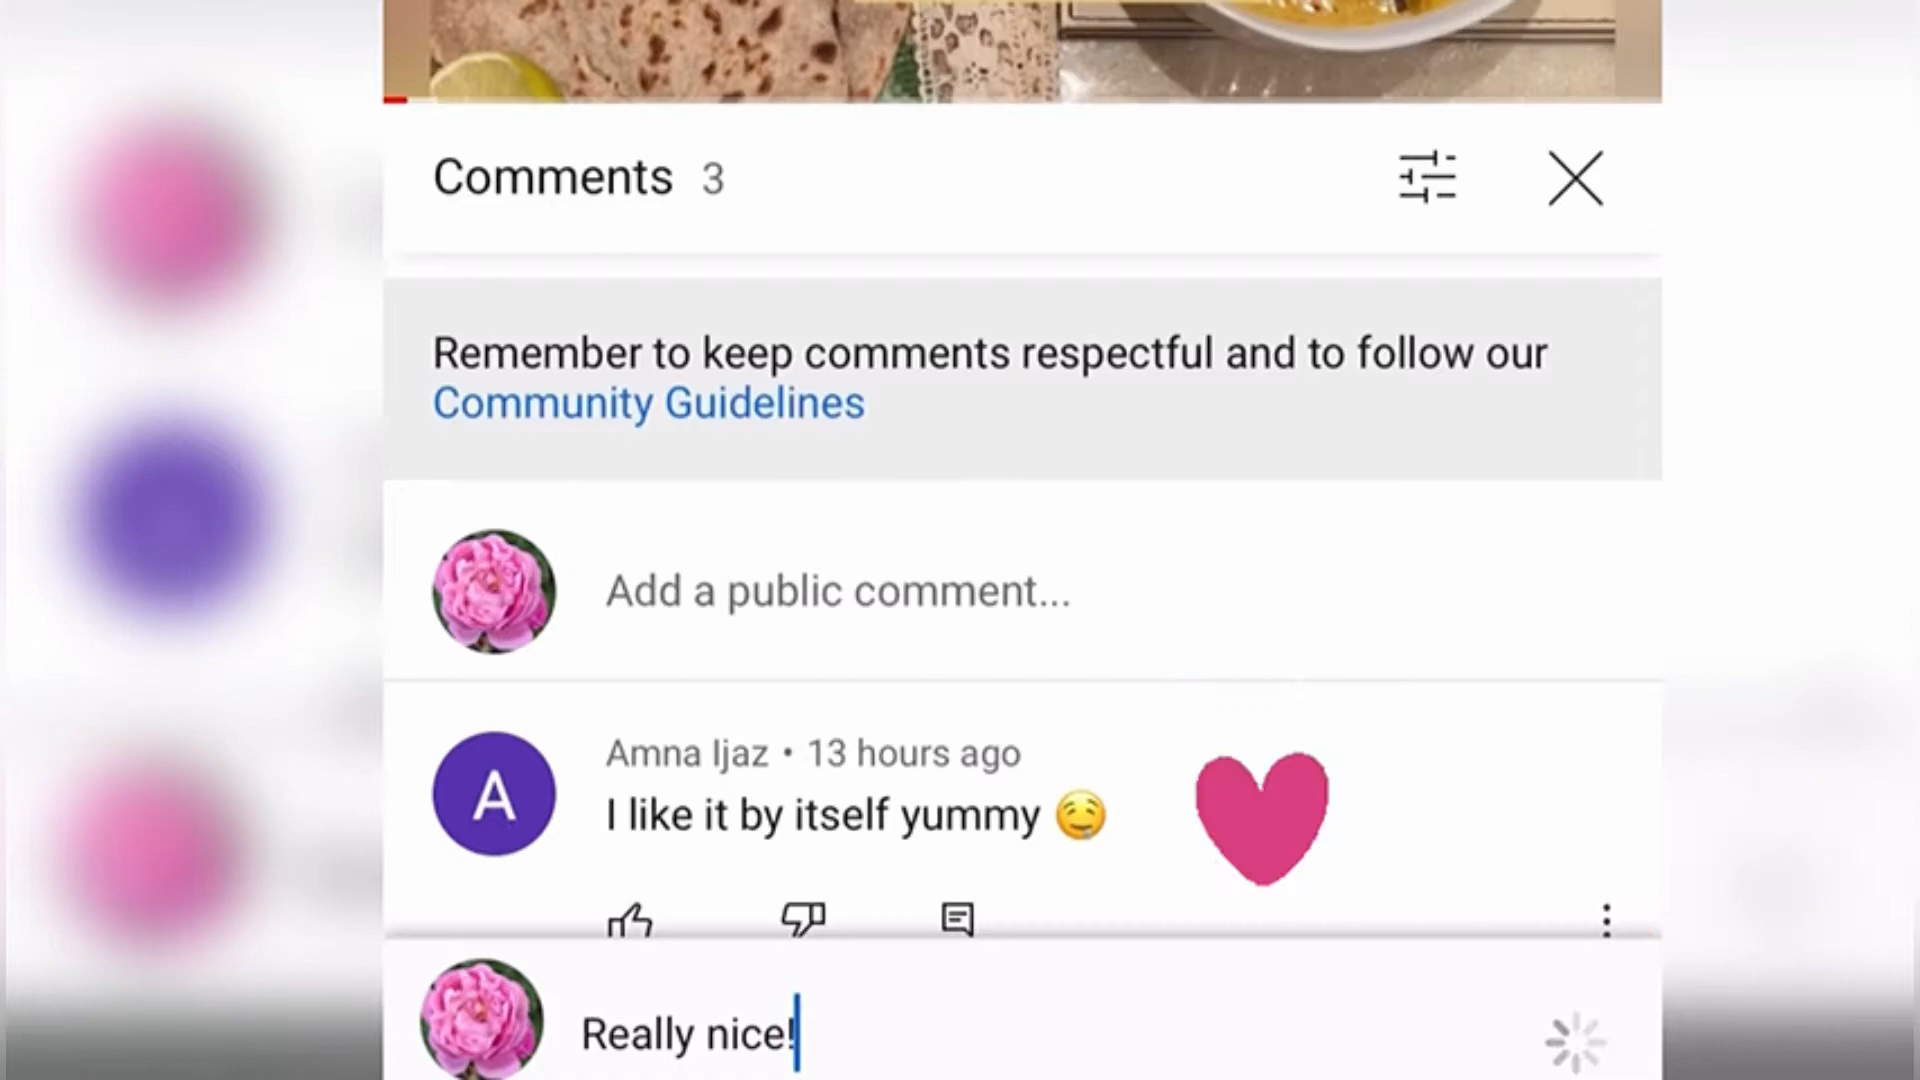 Comments 3
Remember to keep comments respectful and to follow our
Community Guidelines
Add a public comment...
A
Amna Ijaz • 13 hours ago
I like it by itself yummy 🤤
Really nice!